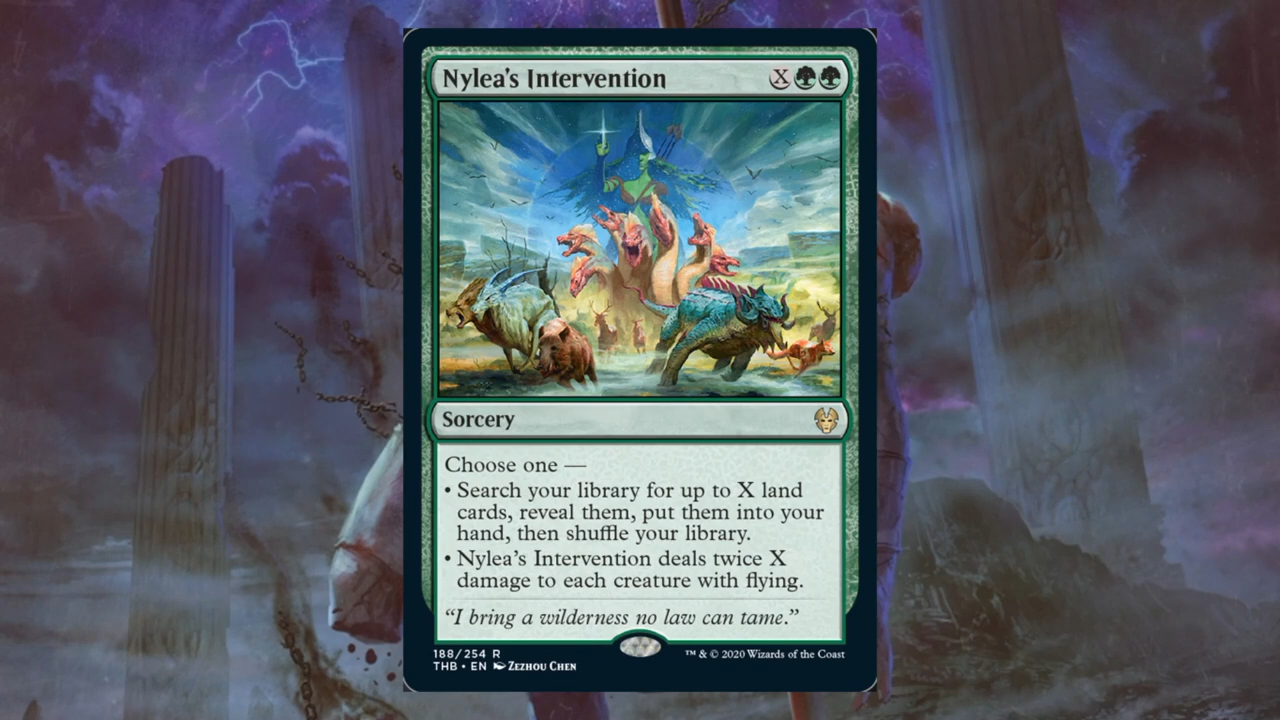 Nylea's Intervention X
Sorcery
Choose one —
• Search your library for up to X land
cards, reveal them, put them into your
hand, then shuffle your library.
• Nylea's Intervention deals twice X
damage to each creature with flying.
“I bring a wilderness no law can tame.”
188/254 R
™ & © 2020 Wizards of the Coast
THB • EN Zezhou Chen